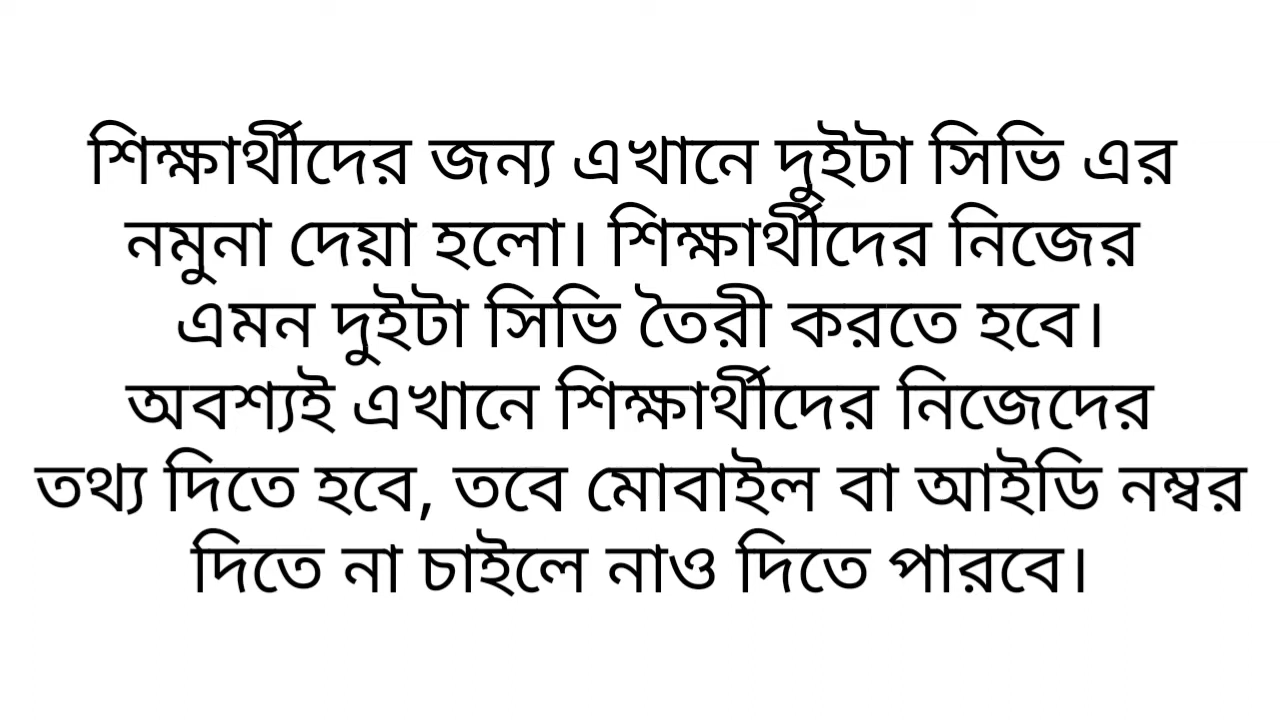 শিক্ষার্থীদের জন্য এখানে দুইটা সিভি এর
নমুনা দেয়া হলো। শিক্ষার্থীদের নিজের
এমন দুইটা সিভি তৈরী করতে হবে।
অবশ্যই এখানে শিক্ষার্থীদের নিজেদের
তথ্য দিতে হবে, তবে মোবাইল বা আইডি নম্বর
দিতে না চাইলে নাও দিতে পারবে।